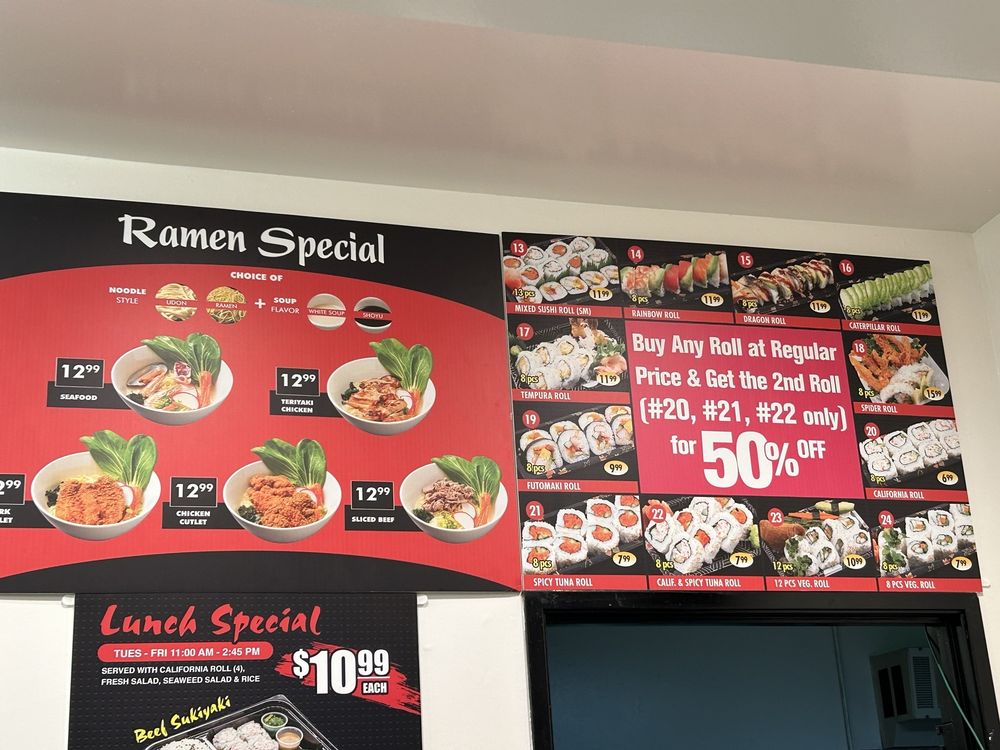 Ramen Special
CHOICE OF
NOODLE
STYLE
UDON
RAMEN
+
SOUP
FLAVOR
WHITE SOUP
SHOYU
12.99
SEAFOOD
12.99
TERIYAKI
CHICKEN
99
12.99
CHICKEN
CUTLET
12.99
SLICED BEEF
Lunch Special
TUES - FRI 11:00 AM - 2:45 PM
SERVED WITH CALIFORNIA ROLL (4),
FRESH SALAD, SEAWEED SALAD & RICE
$10.99
EACH
Beef Sukiyaki
13
13 pcs
11.99
MIXED SUSHI ROLL (SM)
14
8 pcs
11.99
RAINBOW ROLL
15
8 pcs
11.99
DRAGON ROLL
16
8 pcs
11.99
CATERPILLAR ROLL
17
8 pcs
11.99
TEMPURA ROLL
Buy Any Roll at Regular
Price & Get the 2nd Roll
(#20, #21, #22 only)
for 50% OFF
18
8 pcs
15.99
SPIDER ROLL
19
8 pcs
9.99
FUTOMAKI ROLL
20
8 pcs
6.99
CALIFORNIA ROLL
21
8 pcs
7.99
SPICY TUNA ROLL
22
8 pcs
7.99
CALIF. & SPICY TUNA ROLL
23
12 pcs
10.99
12 PCS VEG. ROLL
24
8 pcs
7.99
8 PCS VEG. ROLL